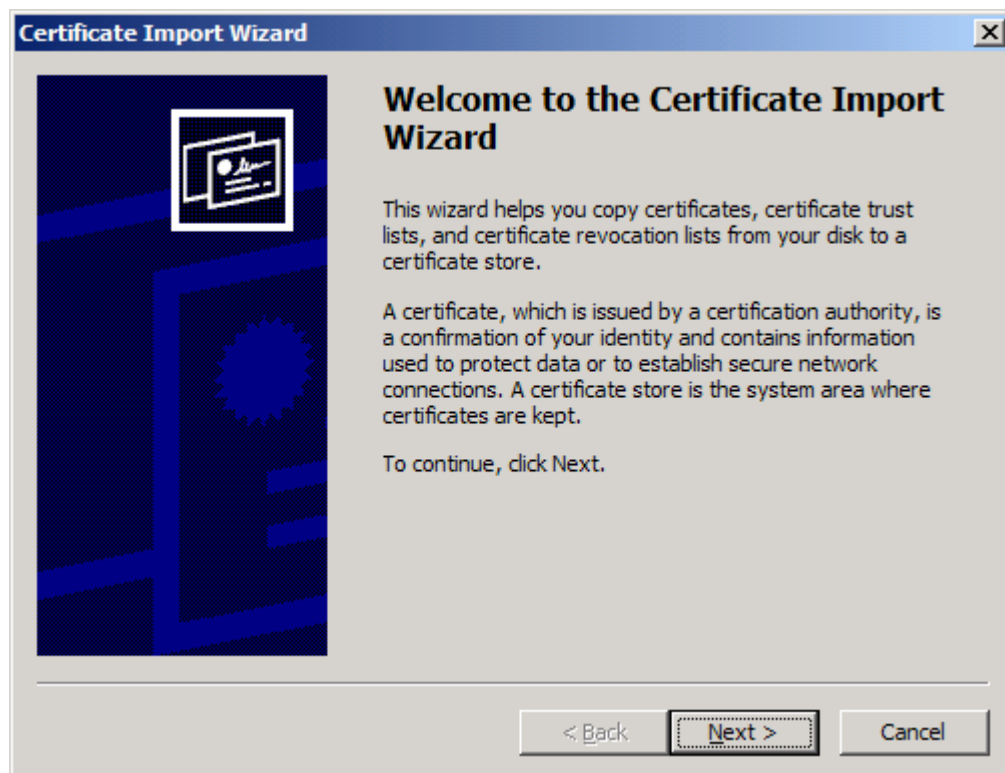 Certificate Import Wizard
Welcome to the Certificate Import
Wizard
This wizard helps you copy certificates, certificate trust
lists, and certificate revocation lists from your disk to a
certificate store.
A certificate, which is issued by a certification authority, is
a confirmation of your identity and contains information
used to protect data or to establish secure network
connections. A certificate store is the system area where
certificates are kept.
To continue, click Next.
< Back
Next >
Cancel